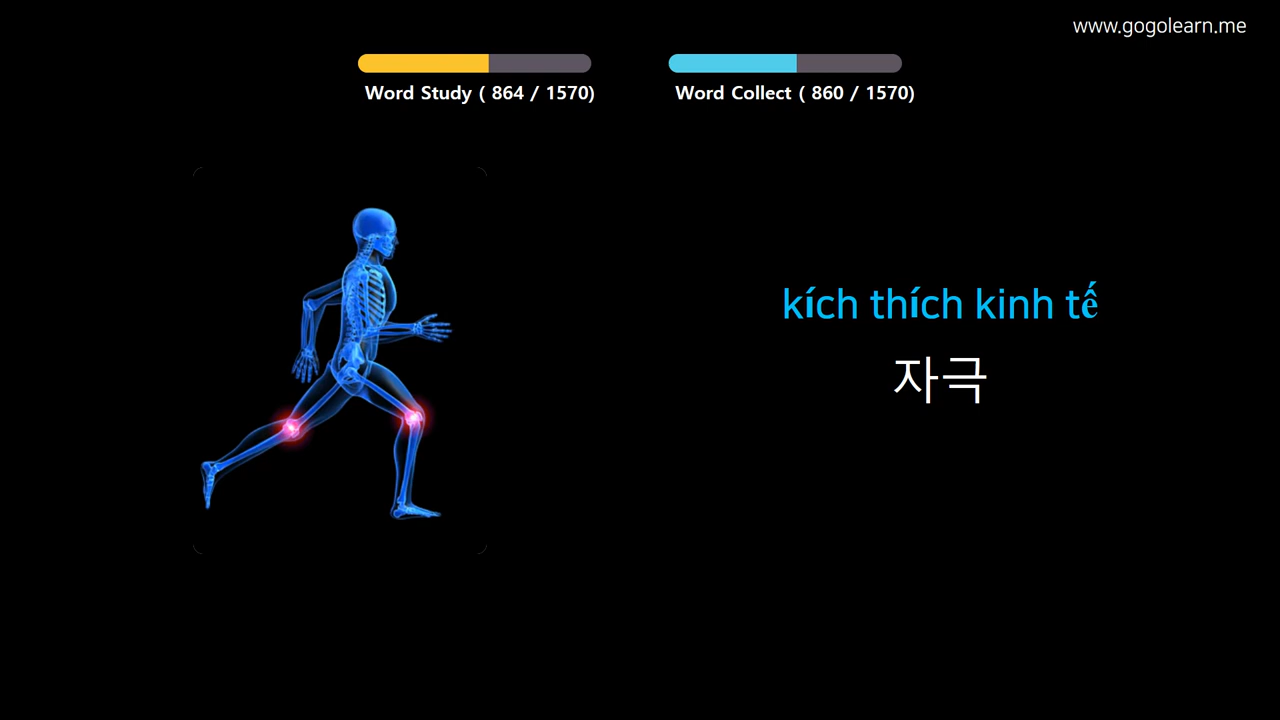 www.gogolearn.me
Word Study ( 864 / 1570)
Word Collect ( 860 / 1570)
kích thích kinh tế
자극